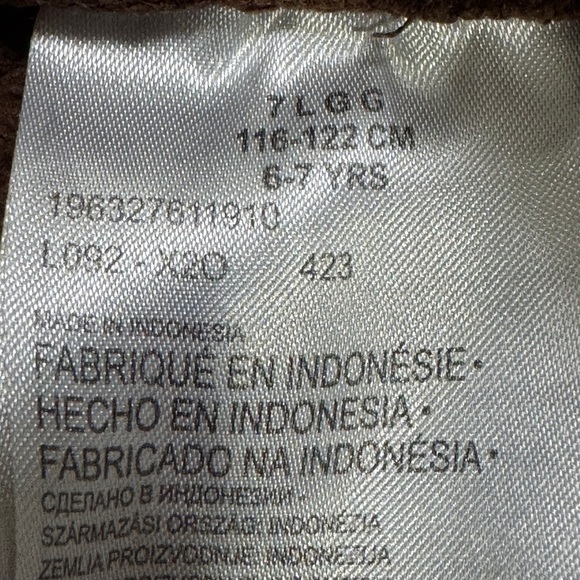 7 L G G
116-122 CM
6-7 YRS
196327611910
L092 - X20 423
MADE IN INDONESIA
FABRIQUÉ EN INDONÉSIE •
HECHO EN INDONESIA •
FABRICADO NA INDONÉSIA •
СДЕЛАНО В ИНДОНЕЗИИ -
SZÁRMAZÁSI ORSZÁG: INDONÉZIA
ZEMLJA PROIZVODNJE: INDONEZIJA